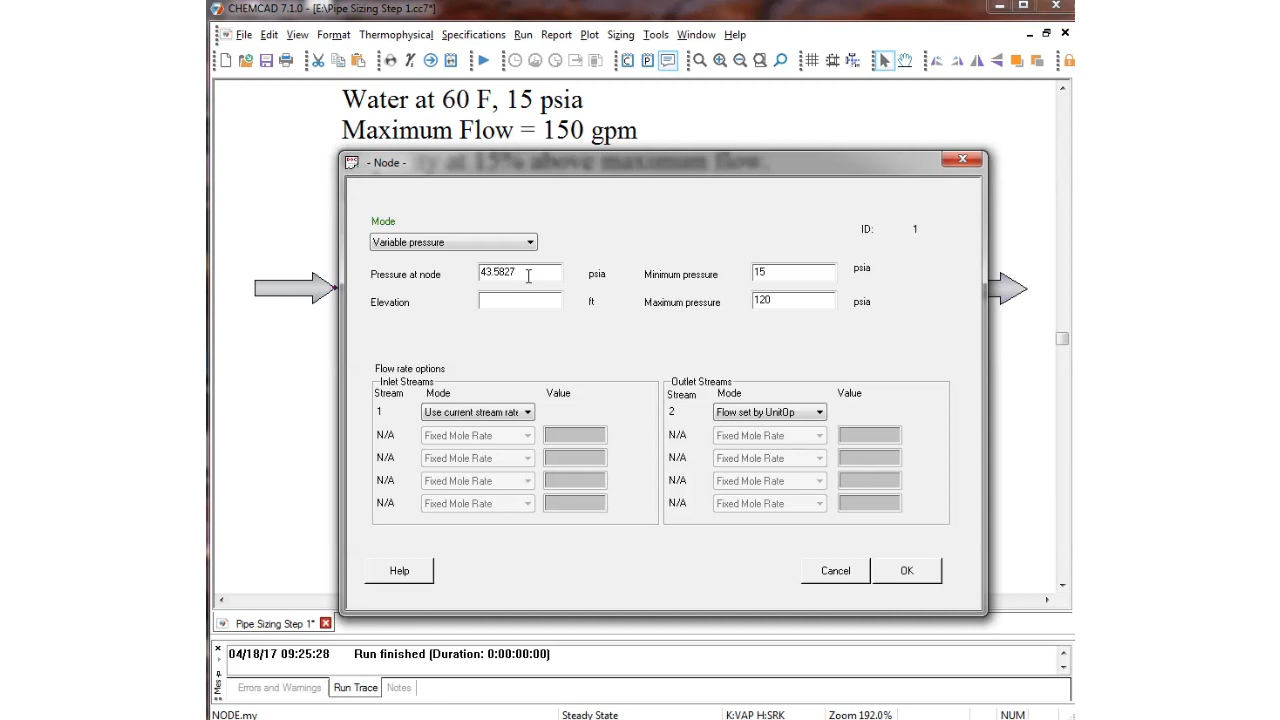 CHEMCAD 7.1.0 - [E:\Pipe Sizing Step 1.cc7*]
File Edit View Format Thermophysical Specifications Run Report Plot Sizing Tools Window Help
Water at 60 F, 15 psia
Maximum Flow = 150 gpm
at 15% above maximum flow.
- Node -
Mode
ID: 1
Variable pressure
Pressure at node 43.5827 psia Minimum pressure 15 psia
Elevation ft Maximum pressure 120 psia
Flow rate options
Inlet Streams Outlet Streams
Stream Mode Value Stream Mode Value
1 Use current stream rate 2 Flow set by UnitOp
N/A Fixed Mole Rate N/A Fixed Mole Rate
N/A Fixed Mole Rate N/A Fixed Mole Rate
N/A Fixed Mole Rate N/A Fixed Mole Rate
N/A Fixed Mole Rate N/A Fixed Mole Rate
Help Cancel OK
Pipe Sizing Step 1*
04/18/17 09:25:28 Run finished (Duration: 0:00:00:00)
Mes
Errors and Warnings Run Trace Notes
NODE.my Steady State K:VAP H:SRK Zoom 192.0% NUM